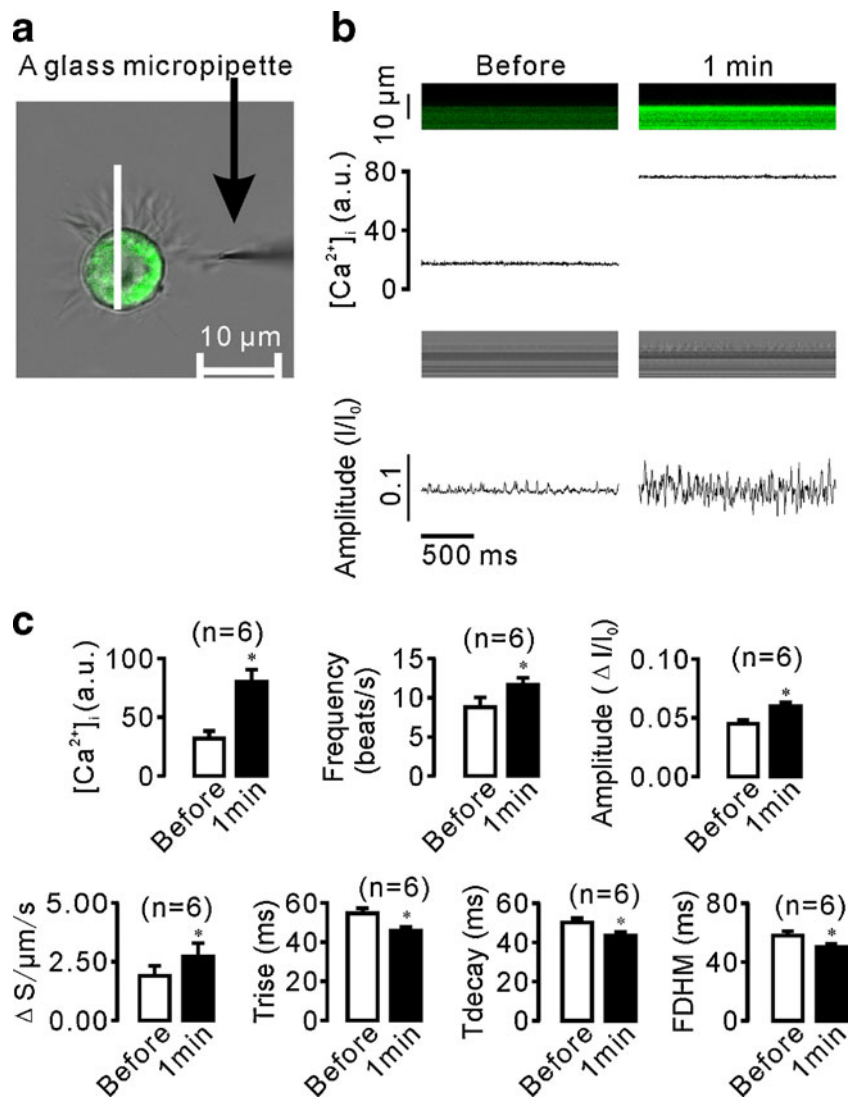 a
A glass micropipette
10 µm
b
Before
1 min
10 µm
[Ca²⁺]ᵢ (a.u.)
80
40
0
Amplitude (I/I₀)
0.1
500 ms
c
[Ca²⁺]ᵢ (a.u.)
100
50
0
(n=6)
*
Before
1min
Frequency
(beats/s)
15
10
5
0
(n=6)
*
Before
1min
Amplitude (Δ I/I₀)
0.10
0.05
0.00
(n=6)
*
Before
1min
Δ S/µm/s
5.00
2.50
0.00
(n=6)
*
Before
1min
Trise (ms)
60
40
20
0
(n=6)
*
Before
1min
Tdecay (ms)
60
40
20
0
(n=6)
*
Before
1min
FDHM (ms)
80
40
0
(n=6)
*
Before
1min